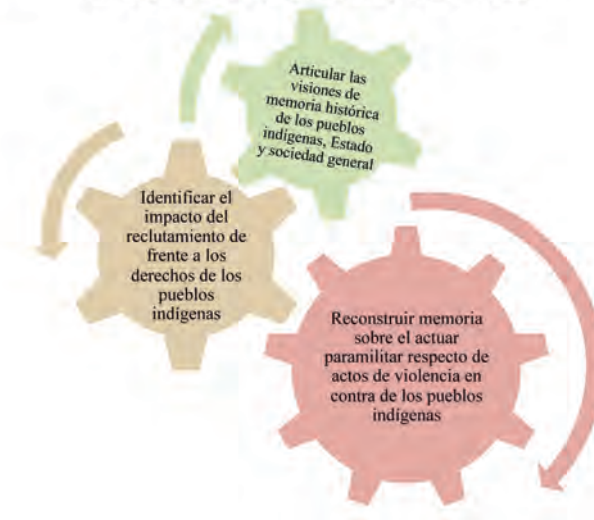 Articular las
visiones de
memoria histórica
de los pueblos
indígenas, Estado
y sociedad general
Identificar el
impacto del
reclutamiento de
frente a los
derechos de los
pueblos
indígenas
Reconstruir memoria
sobre el actuar
paramilitar respecto de
actos de violencia en
contra de los pueblos
indígenas